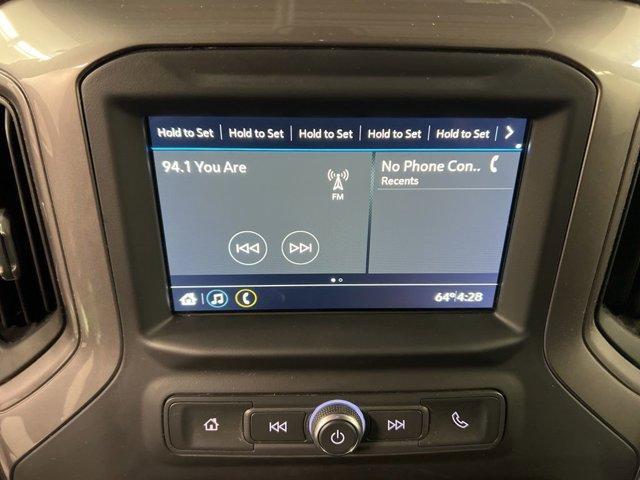 Hold to Set Hold to Set Hold to Set Hold to Set Hold to Set
94.1 You Are
FM
No Phone Con..
Recents
64° 4:28